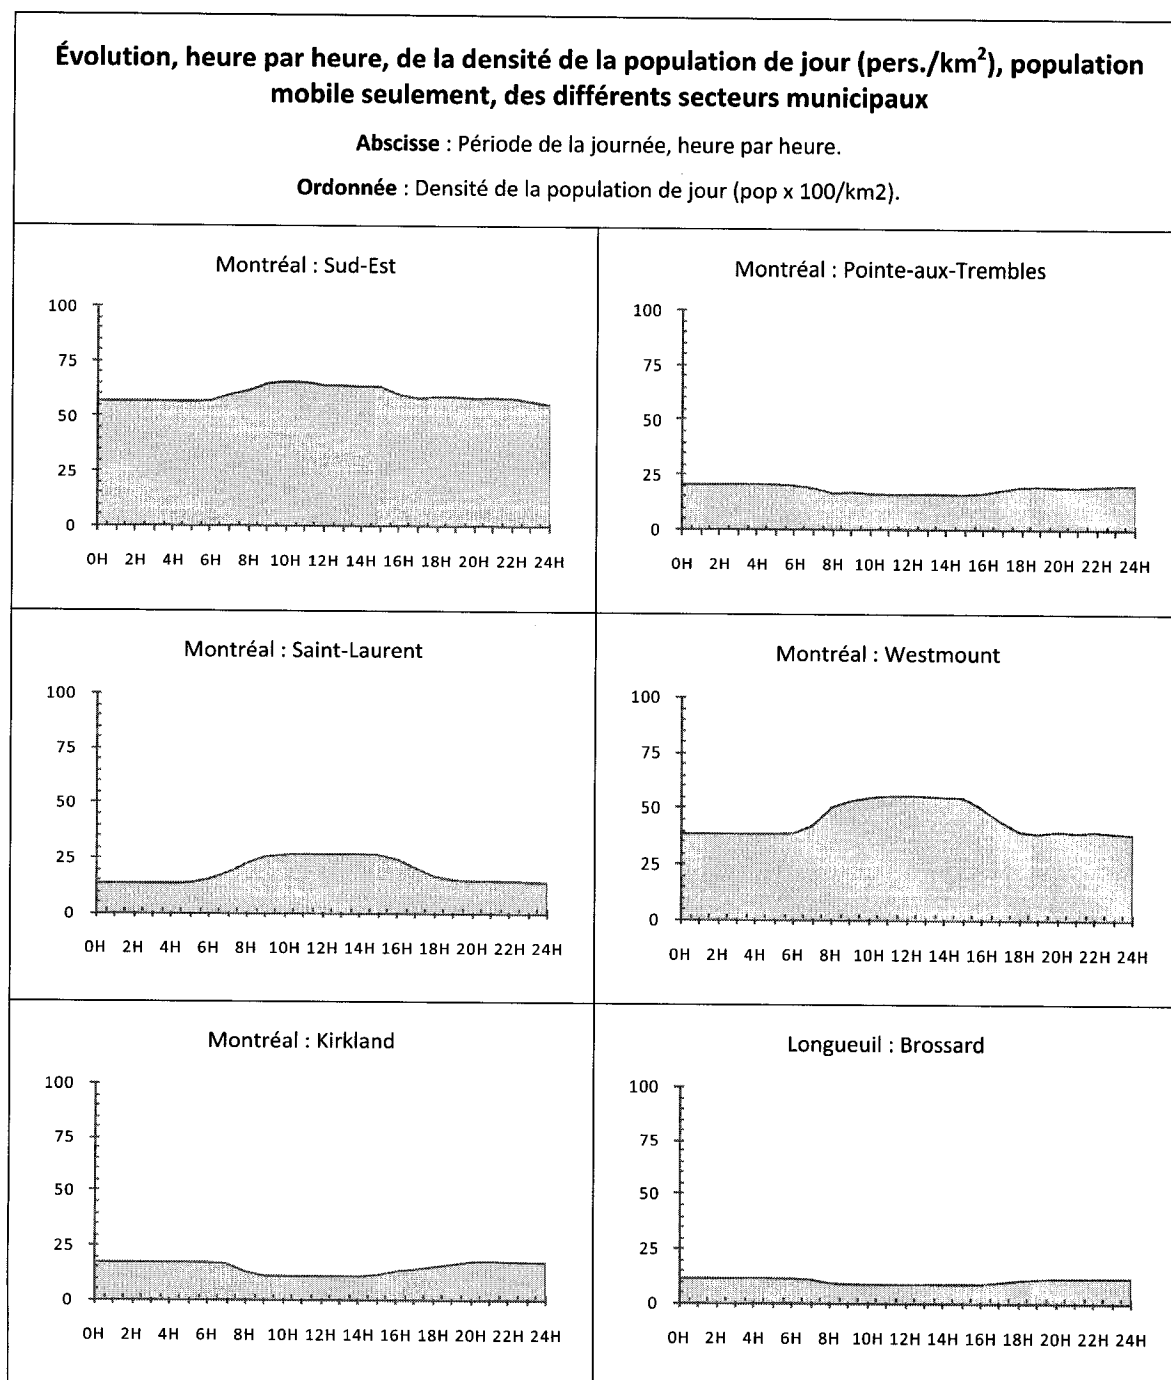 Évolution, heure par heure, de la densité de la population de jour (pers./km²), population
mobile seulement, des différents secteurs municipaux
Abscisse : Période de la journée, heure par heure.
Ordonnée : Densité de la population de jour (pop x 100/km2).
Montréal : Sud-Est
100
75
50
25
0
0H 2H 4H 6H 8H 10H 12H 14H 16H 18H 20H 22H 24H
Montréal : Pointe-aux-Trembles
100
75
50
25
0
0H 2H 4H 6H 8H 10H 12H 14H 16H 18H 20H 22H 24H
Montréal : Saint-Laurent
100
75
50
25
0
0H 2H 4H 6H 8H 10H 12H 14H 16H 18H 20H 22H 24H
Montréal : Westmount
100
75
50
25
0
0H 2H 4H 6H 8H 10H 12H 14H 16H 18H 20H 22H 24H
Montréal : Kirkland
100
75
50
25
0
0H 2H 4H 6H 8H 10H 12H 14H 16H 18H 20H 22H 24H
Longueuil : Brossard
100
75
50
25
0
0H 2H 4H 6H 8H 10H 12H 14H 16H 18H 20H 22H 24H